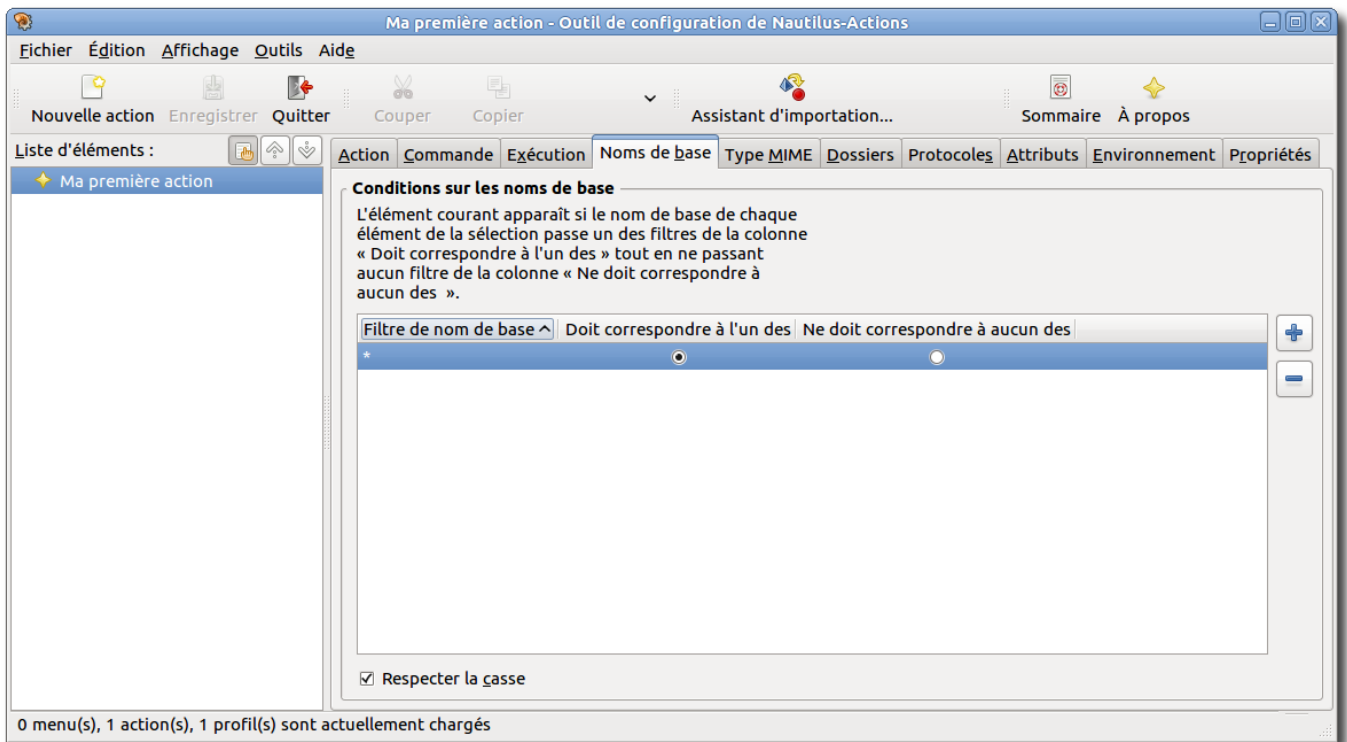 Ma première action - Outil de configuration de Nautilus-Actions
Fichier Édition Affichage Outils Aide
Nouvelle action Enregistrer Quitter Couper Copier Assistant d'importation... Sommaire À propos
Liste d'éléments :
Action Commande Exécution Noms de base Type MIME Dossiers Protocoles Attributs Environnement Propriétés
Ma première action
Conditions sur les noms de base
L'élément courant apparaît si le nom de base de chaque
élément de la sélection passe un des filtres de la colonne
« Doit correspondre à l'un des » tout en ne passant
aucun filtre de la colonne « Ne doit correspondre à
aucun des  ».
Filtre de nom de base Doit correspondre à l'un des Ne doit correspondre à aucun des
*
Respecter la casse
0 menu(s), 1 action(s), 1 profil(s) sont actuellement chargés